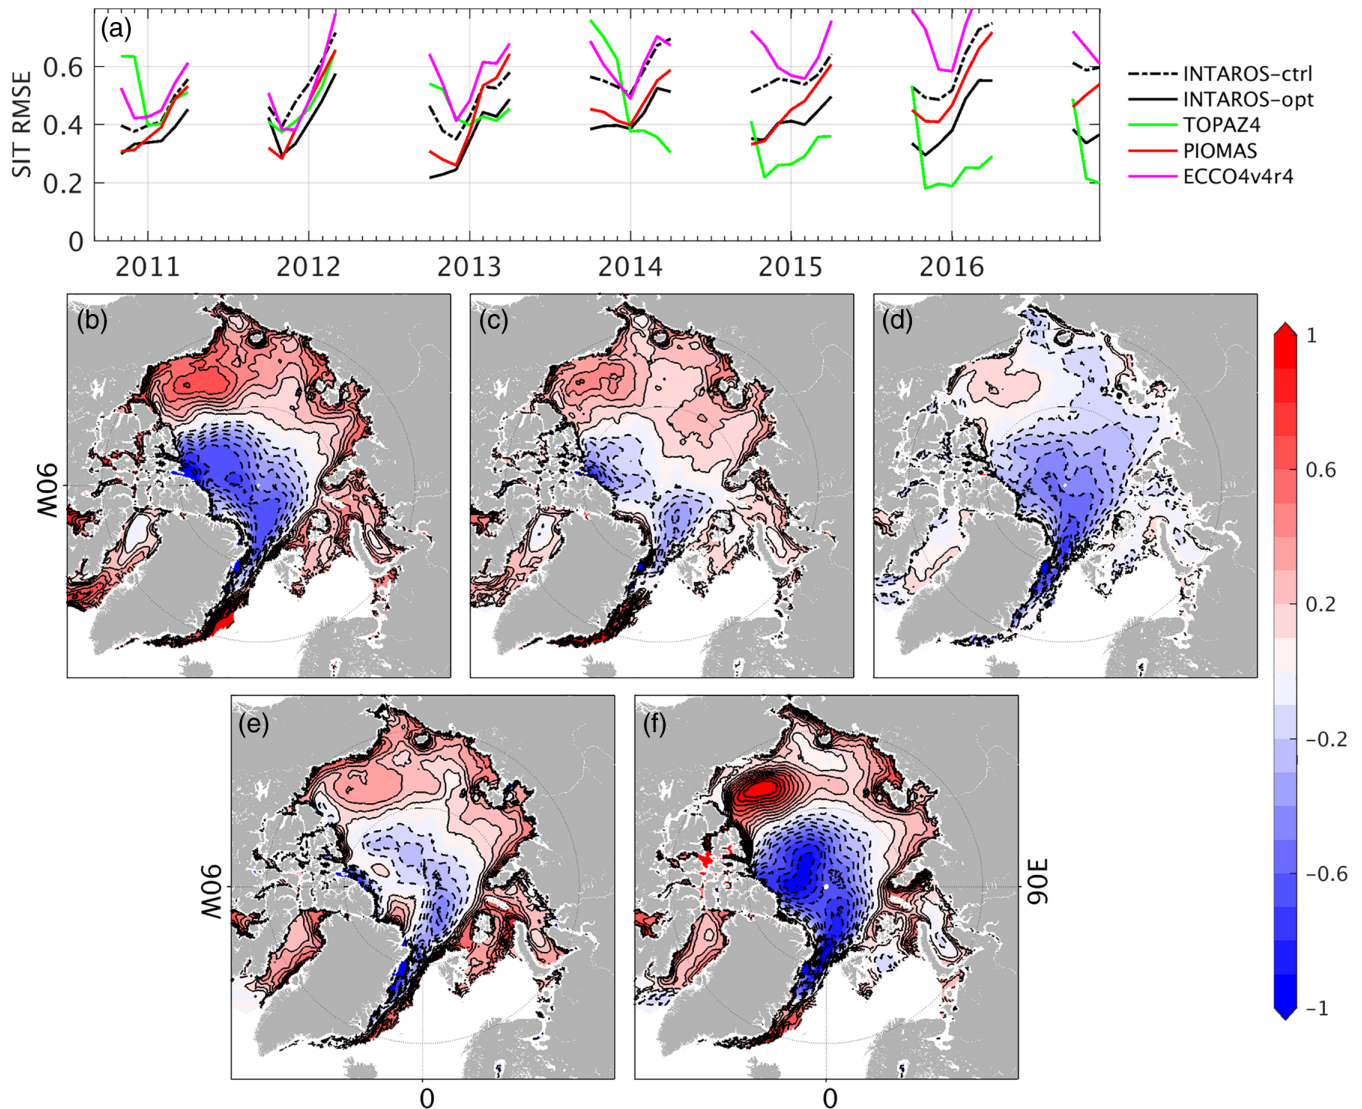 (a)
SIT RMSE
0.6
0.4
0.2
0
2011
2012
2013
2014
2015
2016
INTAROS-ctrl
INTAROS-opt
TOPAZ4
PIOMAS
ECCO4v4r4
(b)
(c)
(d)
90W
1
0.6
0.2
-0.2
-0.6
-1
(e)
(f)
90W
90E
0
0